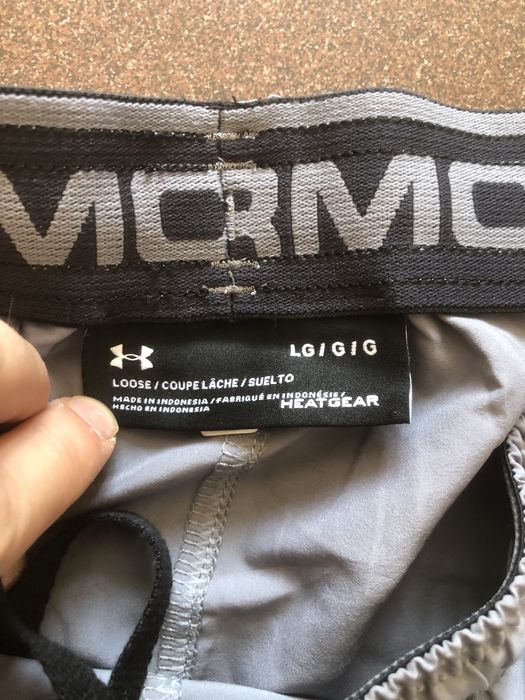 MORMO
LG/G/G
LOOSE/COUPE LÂCHE/SUELTO
MADE IN INDONESIA/FABRIQUÉ EN INDONÉSIE/
HECHO EN INDONESIA
HEATGEAR